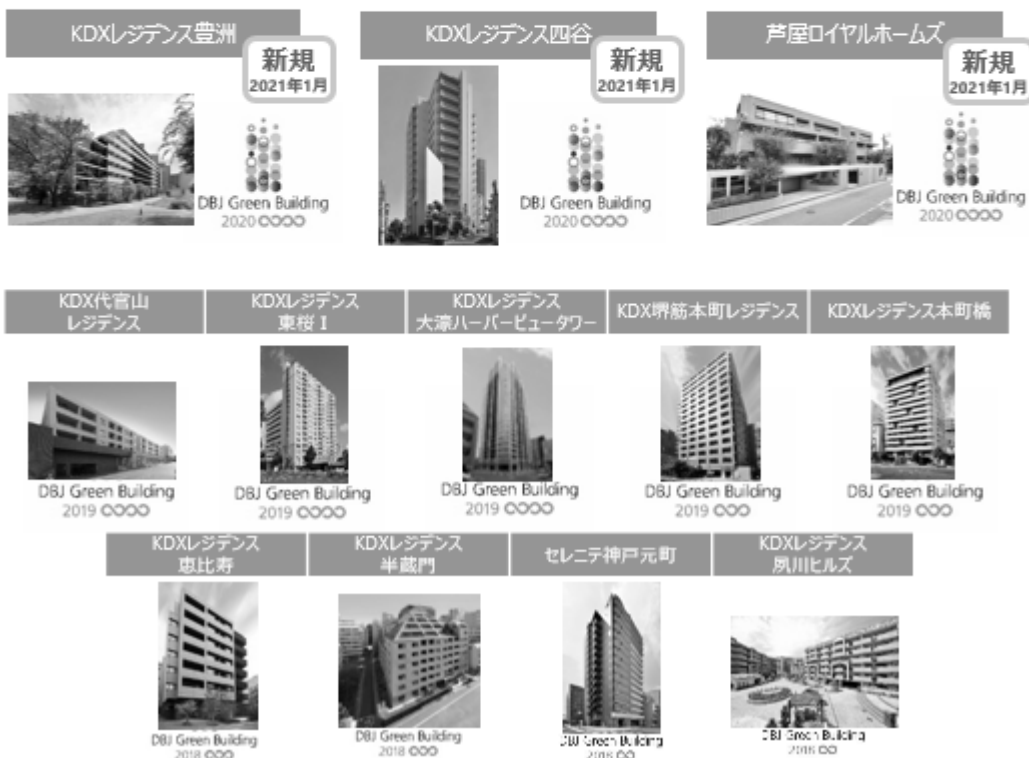 KDXレジデンス豊洲
新規
2021年1月
DBJ Green Building
2020
KDXレジデンス四谷
新規
2021年1月
DBJ Green Building
2020
芦屋ロイヤルホームズ
新規
2021年1月
DBJ Green Building
2020
KDX代官山
レジデンス
DBJ Green Building
2019
KDXレジデンス
東桜 I
DBJ Green Building
2019
KDXレジデンス
大濠ハーバービュータワー
DBJ Green Building
2019
KDX堺筋本町レジデンス
DBJ Green Building
2019
KDXレジデンス本町橋
DBJ Green Building
2019
KDXレジデンス
恵比寿
DBJ Green Building
2018
KDXレジデンス
半蔵門
DBJ Green Building
2018
セレニテ神戸元町
DBJ Green Building
2018
KDXレジデンス
夙川ヒルズ
DBJ Green Building
2018